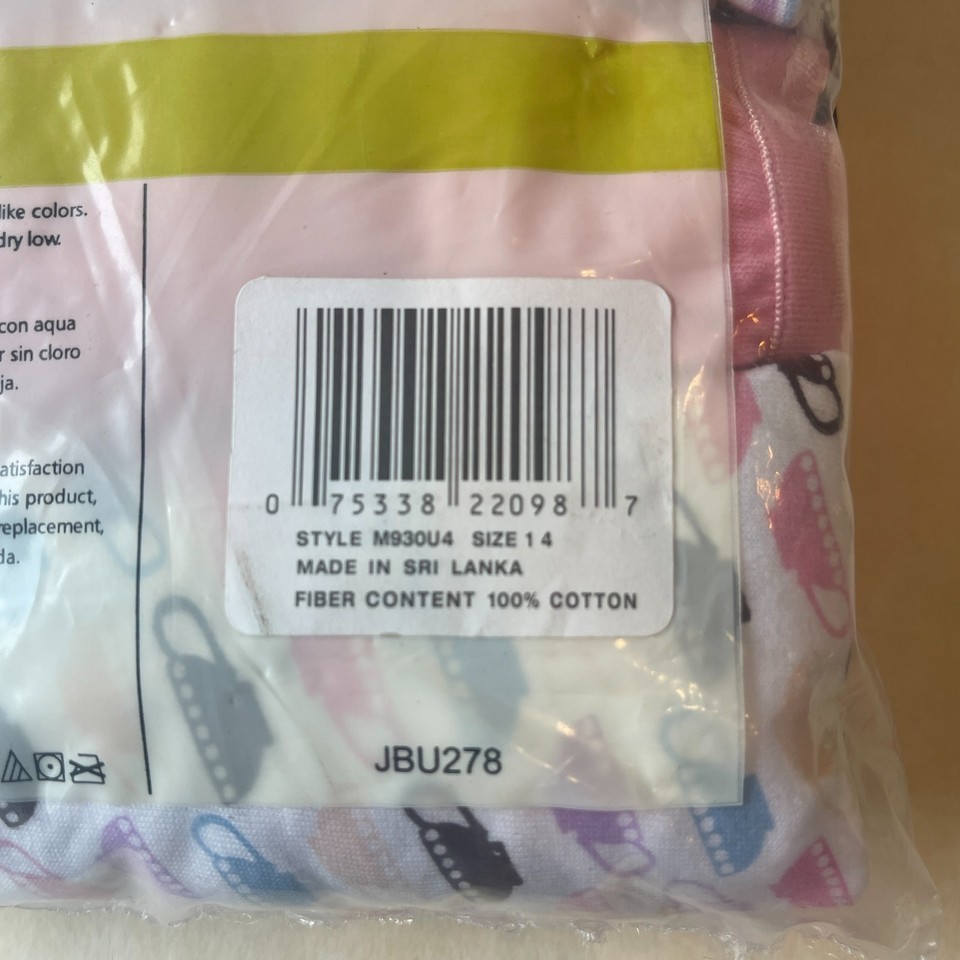 like colors.
dry low.
con aqua
r sin cloro
ja.
atisfaction
his product,
replacement,
da.
0 75338 22098 7
STYLE M930U4 SIZE 14
MADE IN SRI LANKA
FIBER CONTENT 100% COTTON
JBU278